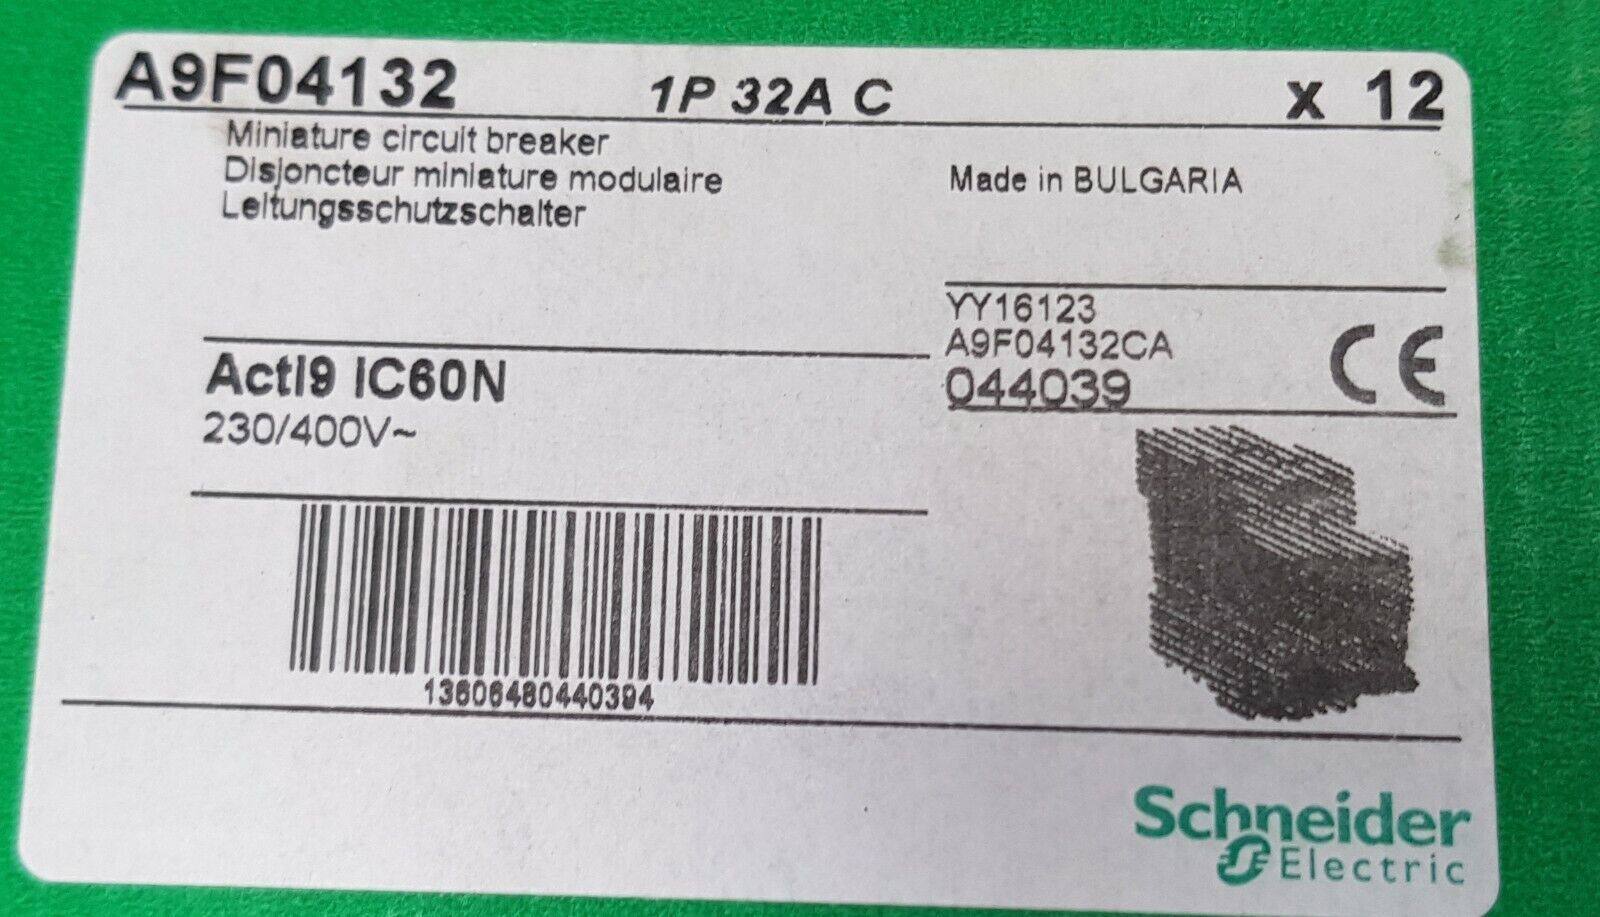 A9F04132 1P 32A C x 12
Miniature circuit breaker
Disjoncteur miniature modulaire
Leitungsschutzschalter
Made in BULGARIA
YY16123
A9F04132CA
044039
CE
Acti9 IC60N
230/400V~
13606480440394
Schneider
Electric